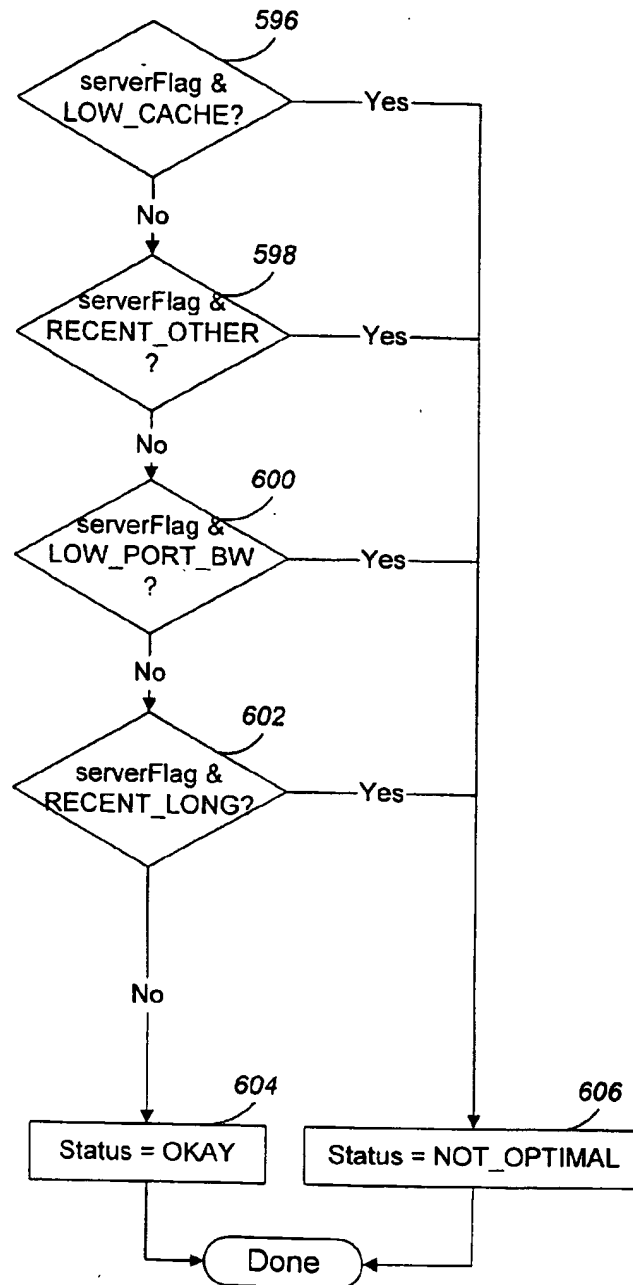 596
serverFlag &
LOW_CACHE?
Yes
No
598
serverFlag &
RECENT_OTHER
?
Yes
No
600
serverFlag &
LOW_PORT_BW
?
Yes
No
602
serverFlag &
RECENT_LONG?
Yes
No
604
Status = OKAY
606
Status = NOT_OPTIMAL
Done